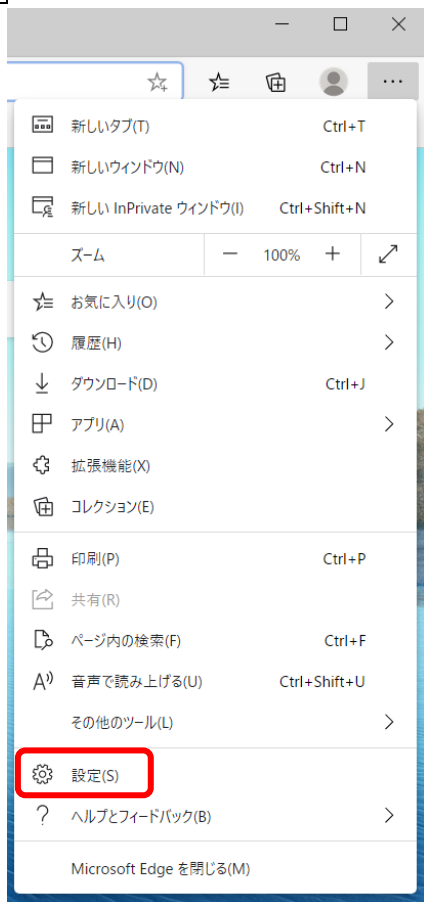 新しいタブ(T) Ctrl+T
新しいウィンドウ(N) Ctrl+N
新しい InPrivate ウィンドウ(I) Ctrl+Shift+N
ズーム — 100% +
お気に入り(O)
履歴(H)
ダウンロード(D) Ctrl+J
アプリ(A)
拡張機能(X)
コレクション(E)
印刷(P) Ctrl+P
共有(R)
ページ内の検索(F) Ctrl+F
音声で読み上げる(U) Ctrl+Shift+U
その他のツール(L)
設定(S)
ヘルプとフィードバック(B)
Microsoft Edge を閉じる(M)